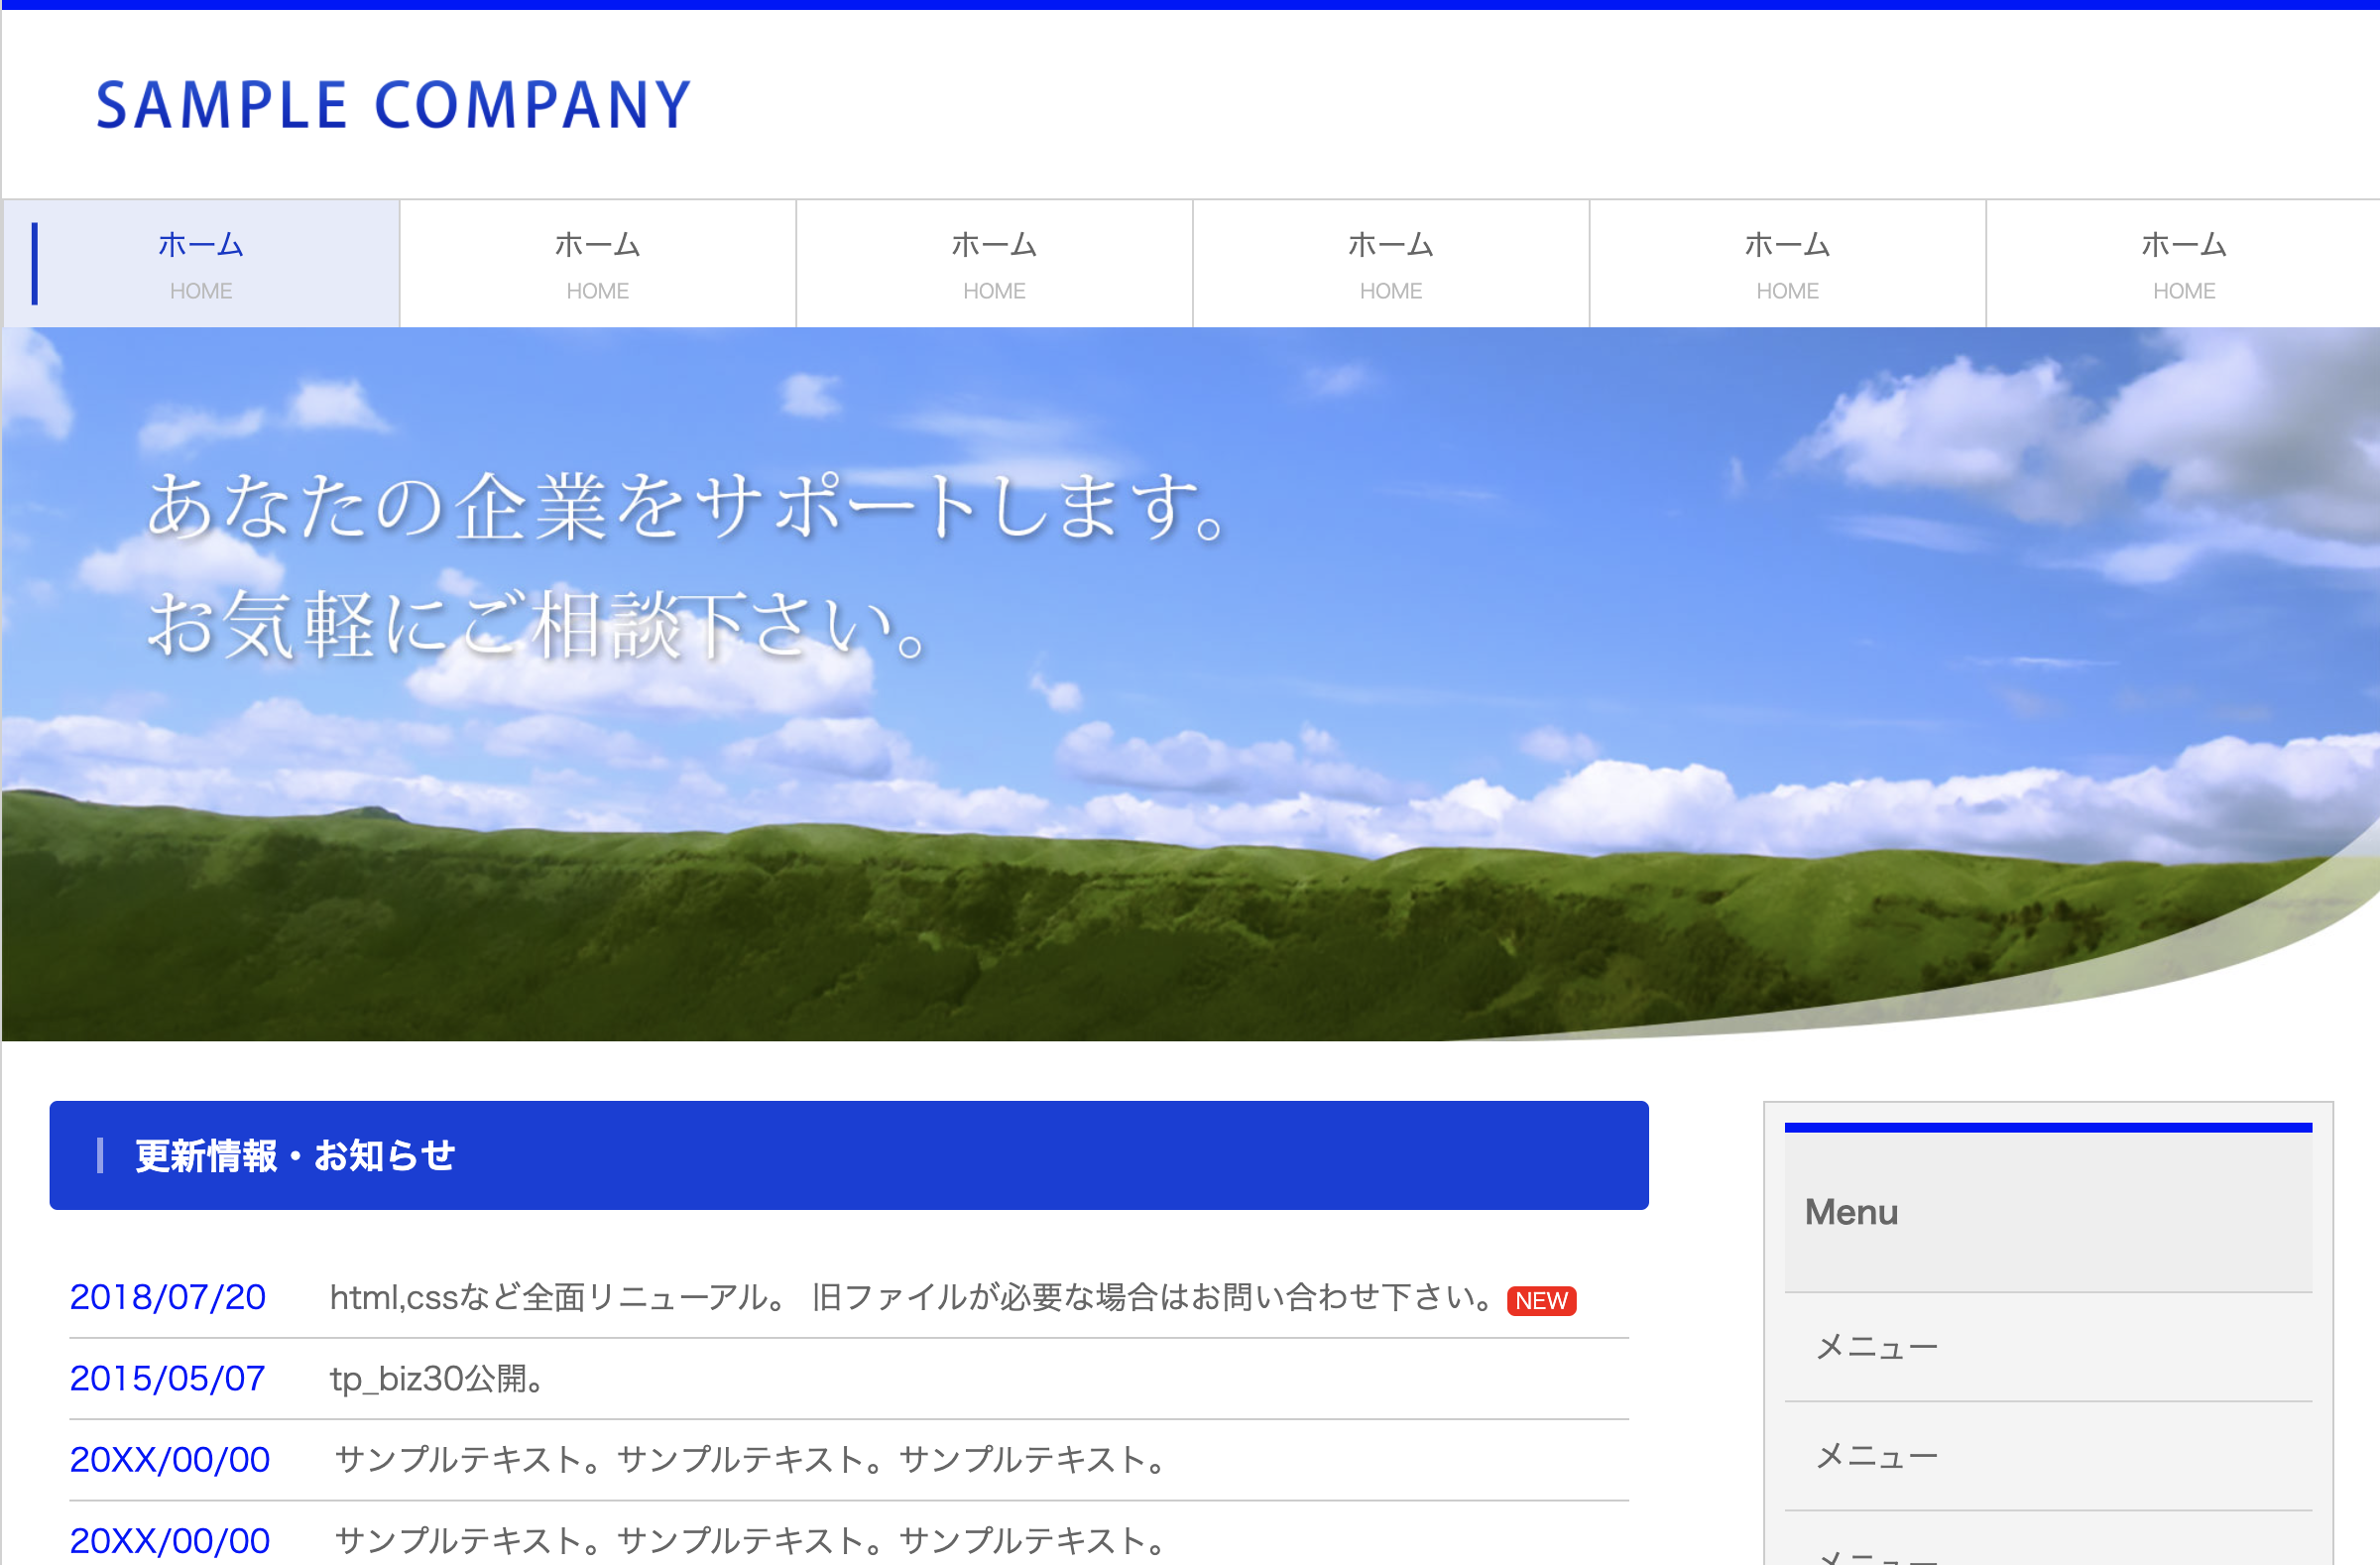 SAMPLE COMPANY
ホーム ホーム ホーム ホーム ホーム ホーム
HOME HOME HOME HOME HOME HOME
あなたの企業をサポートします。
お気軽にご相談下さい。
更新情報・お知らせ
2018/07/20 html,cssなど全面リニューアル。 旧ファイルが必要な場合はお問い合わせ下さい。 NEW
2015/05/07 tp_biz30公開。
20XX/00/00 サンプルテキスト。サンプルテキスト。サンプルテキスト。
20XX/00/00 サンプルテキスト。サンプルテキスト。サンプルテキスト。
Menu
メニュー
メニュー